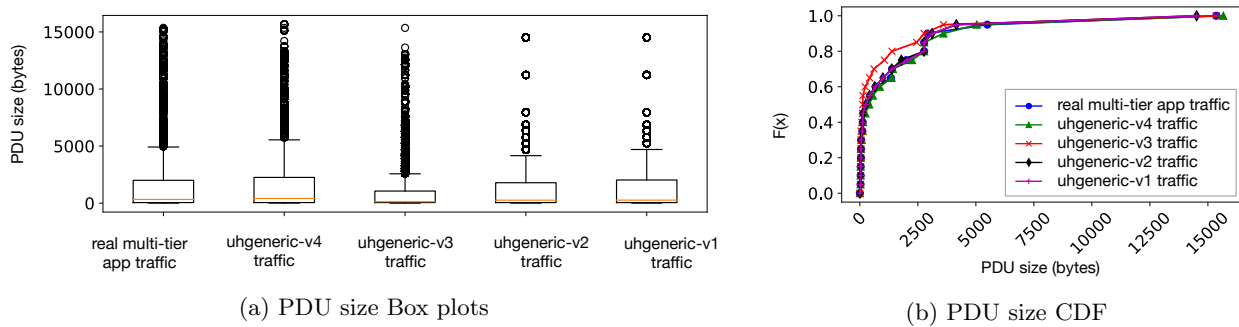 PDU size (bytes)
15000
10000
5000
0
real multi-tier
app traffic
uhgeneric-v4
traffic
uhgeneric-v3
traffic
uhgeneric-v2
traffic
uhgeneric-v1
traffic
(a) PDU size Box plots
F(x)
1.0
0.8
0.6
0.4
0.2
0.0
real multi-tier app traffic
uhgeneric-v4 traffic
uhgeneric-v3 traffic
uhgeneric-v2 traffic
uhgeneric-v1 traffic
0
2500
5000
7500
10000
12500
15000
PDU size (bytes)
(b) PDU size CDF